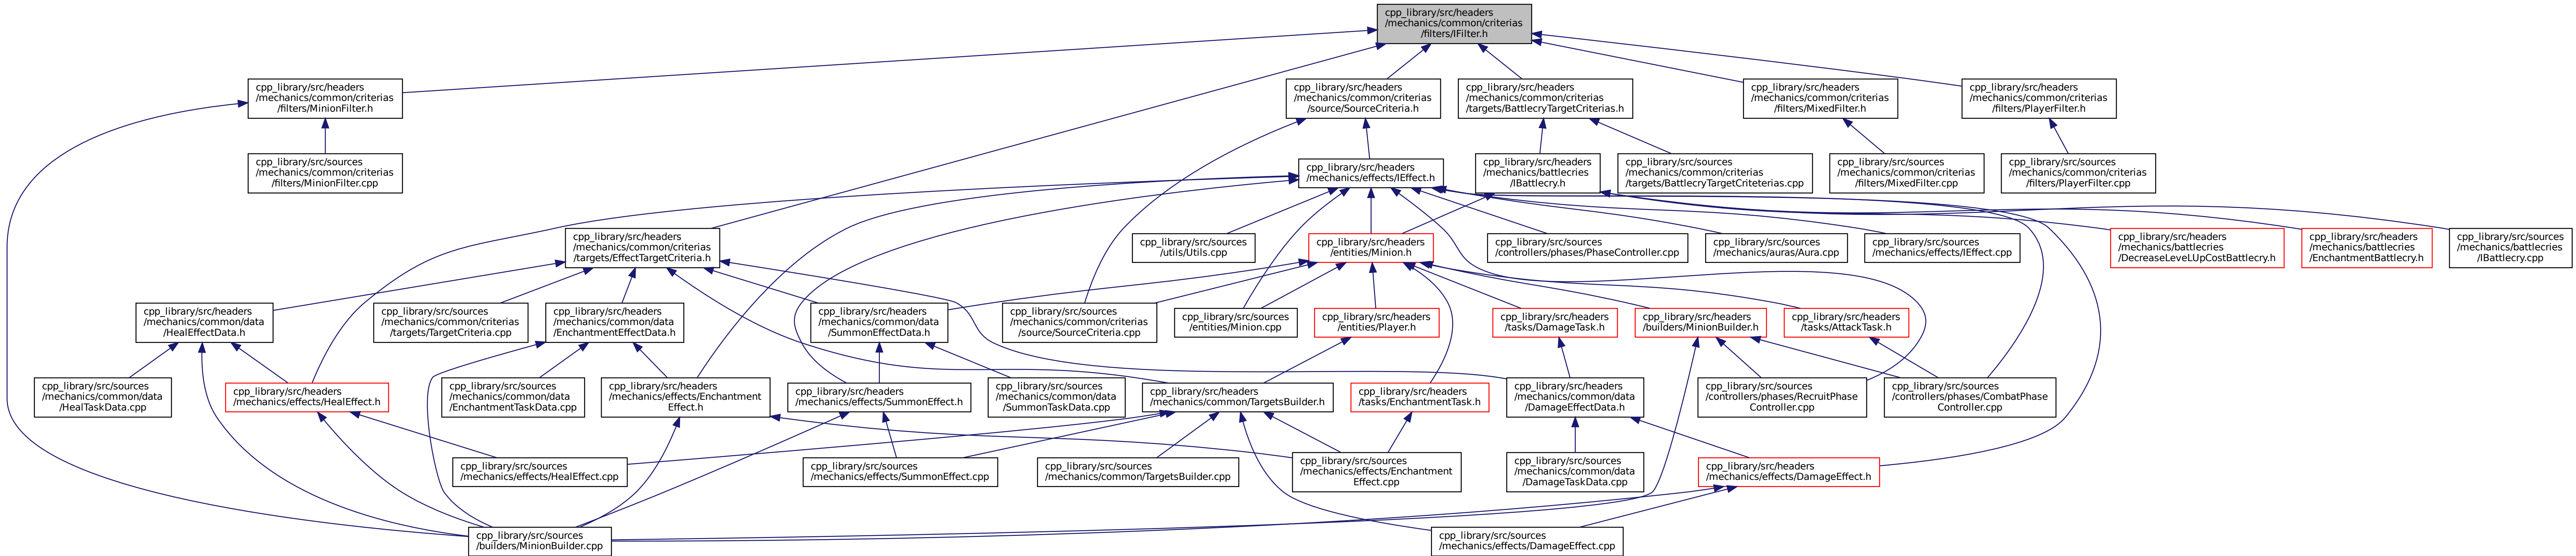 cpp_library/src/headers
/mechanics/common/criterias
/filters/IFilter.h
cpp_library/src/headers
/mechanics/common/criterias
/filters/MinionFilter.h
cpp_library/src/headers
/mechanics/common/criterias
/source/SourceCriteria.h
cpp_library/src/headers
/mechanics/common/criterias
/targets/BattlecryTargetCriterias.h
cpp_library/src/headers
/mechanics/common/criterias
/filters/MixedFilter.h
cpp_library/src/headers
/mechanics/common/criterias
/filters/PlayerFilter.h
cpp_library/src/sources
/mechanics/common/criterias
/filters/MinionFilter.cpp
cpp_library/src/headers
/mechanics/effects/IEffect.h
cpp_library/src/headers
/mechanics/battlecries
/IBattlecry.h
cpp_library/src/sources
/mechanics/common/criterias
/targets/BattlecryTargetCriteterias.cpp
cpp_library/src/sources
/mechanics/common/criterias
/filters/MixedFilter.cpp
cpp_library/src/sources
/mechanics/common/criterias
/filters/PlayerFilter.cpp
cpp_library/src/headers
/mechanics/common/criterias
/targets/EffectTargetCriteria.h
cpp_library/src/sources
/utils/Utils.cpp
cpp_library/src/headers
/entities/Minion.h
cpp_library/src/sources
/controllers/phases/PhaseController.cpp
cpp_library/src/sources
/mechanics/auras/Aura.cpp
cpp_library/src/sources
/mechanics/effects/IEffect.cpp
cpp_library/src/headers
/mechanics/battlecries
/DecreaseLeveLUpCostBattlecry.h
cpp_library/src/headers
/mechanics/battlecries
/EnchantmentBattlecry.h
cpp_library/src/sources
/mechanics/battlecries
/IBattlecry.cpp
cpp_library/src/headers
/mechanics/common/data
/HealEffectData.h
cpp_library/src/sources
/mechanics/common/criterias
/targets/TargetCriteria.cpp
cpp_library/src/headers
/mechanics/common/data
/EnchantmentEffectData.h
cpp_library/src/headers
/mechanics/common/data
/SummonEffectData.h
cpp_library/src/sources
/mechanics/common/criterias
/source/SourceCriteria.cpp
cpp_library/src/sources
/entities/Minion.cpp
cpp_library/src/headers
/entities/Player.h
cpp_library/src/headers
/tasks/DamageTask.h
cpp_library/src/headers
/builders/MinionBuilder.h
cpp_library/src/headers
/tasks/AttackTask.h
cpp_library/src/sources
/mechanics/common/data
/HealTaskData.cpp
cpp_library/src/headers
/mechanics/effects/HealEffect.h
cpp_library/src/sources
/mechanics/common/data
/EnchantmentTaskData.cpp
cpp_library/src/headers
/mechanics/effects/Enchantment
Effect.h
cpp_library/src/headers
/mechanics/effects/SummonEffect.h
cpp_library/src/sources
/mechanics/common/data
/SummonTaskData.cpp
cpp_library/src/headers
/mechanics/common/TargetsBuilder.h
cpp_library/src/headers
/tasks/EnchantmentTask.h
cpp_library/src/headers
/mechanics/common/data
/DamageEffectData.h
cpp_library/src/sources
/controllers/phases/RecruitPhase
Controller.cpp
cpp_library/src/sources
/controllers/phases/CombatPhase
Controller.cpp
cpp_library/src/sources
/mechanics/effects/HealEffect.cpp
cpp_library/src/sources
/mechanics/effects/SummonEffect.cpp
cpp_library/src/sources
/mechanics/common/TargetsBuilder.cpp
cpp_library/src/sources
/mechanics/effects/Enchantment
Effect.cpp
cpp_library/src/sources
/mechanics/common/data
/DamageTaskData.cpp
cpp_library/src/headers
/mechanics/effects/DamageEffect.h
cpp_library/src/sources
/builders/MinionBuilder.cpp
cpp_library/src/sources
/mechanics/effects/DamageEffect.cpp